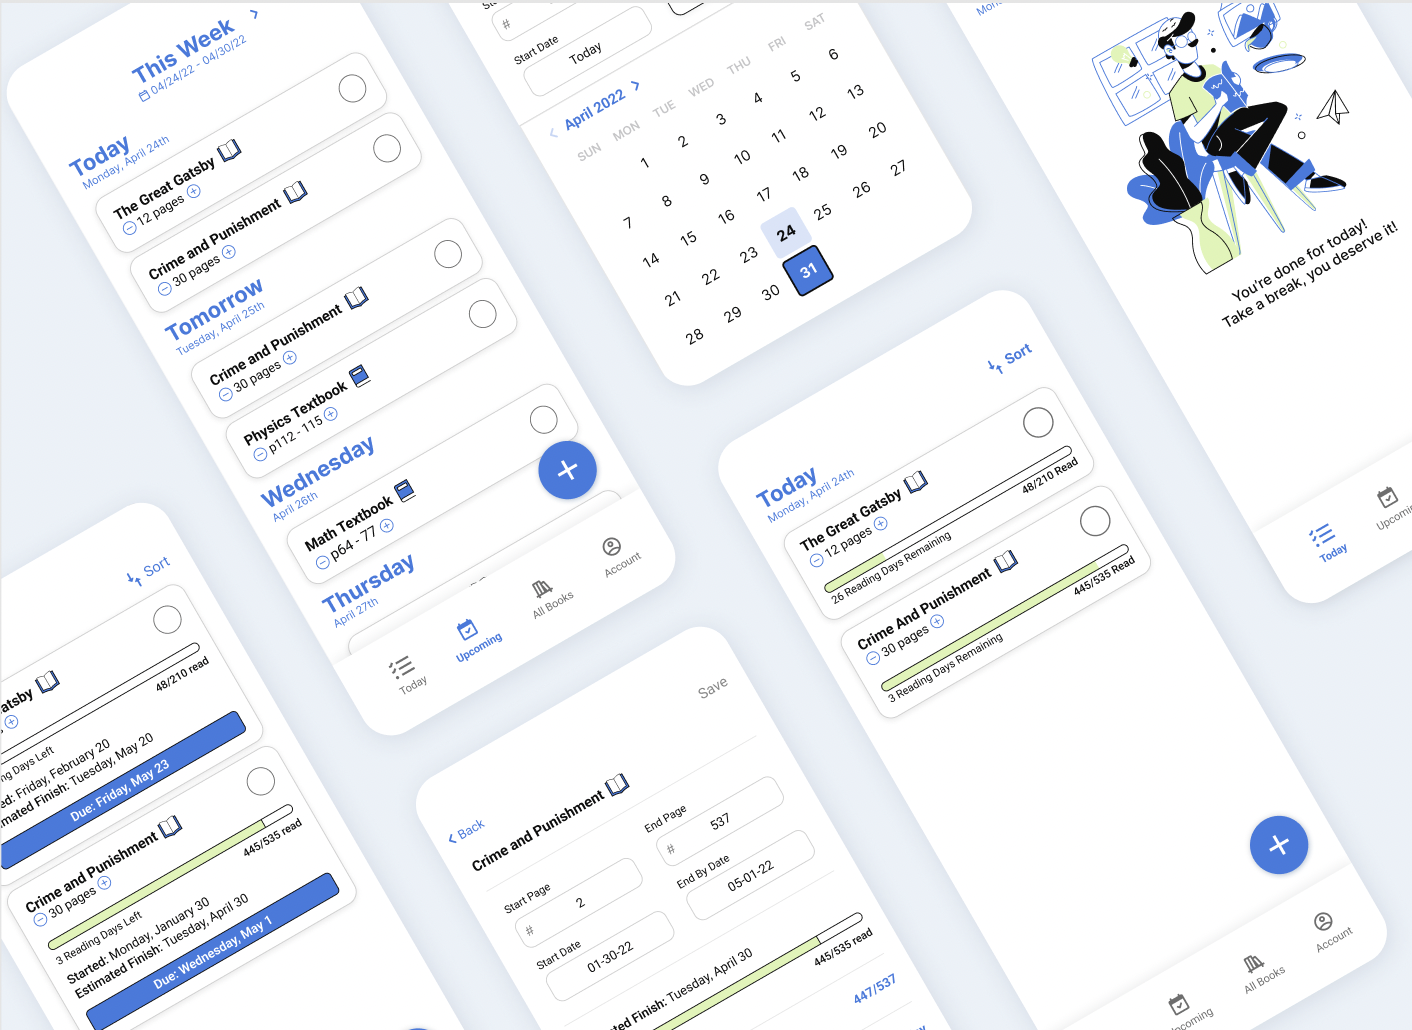 This Week
04/24/22 - 04/30/22
Today
Monday, April 24th
The Great Gatsby
12 pages
Crime and Punishment
30 pages
Tomorrow
Tuesday, April 25th
Crime and Punishment
30 pages
Physics Textbook
p112 - 115
Wednesday
April 26th
Math Textbook
p64 - 77
Thursday
April 27th
Today
Upcoming
All Books
Account
#
Start Date
Today
April 2022
SUN MON TUE WED THU FRI SAT
1 2 3 4 5 6
7 8 9 10 11 12 13
14 15 16 17 18 19 20
21 22 23 24 25 26 27
28 29 30 31
You're done for today!
Take a break, you deserve it!
Today
Upcoming
Sort
Today
Monday, April 24th
The Great Gatsby
12 pages
48/210 Read
26 Reading Days Remaining
Crime And Punishment
30 pages
445/535 Read
3 Reading Days Remaining
Upcoming
All Books
Account
Sort
atsby
48/210 read
ng Days Left
ed: Friday, February 20
mated Finish: Tuesday, May 20
Due: Friday, May 23
Crime and Punishment
30 pages
445/535 read
3 Reading Days Left
Started: Monday, January 30
Estimated Finish: Tuesday, April 30
Due: Wednesday, May 1
Save
Back
Crime and Punishment
Start Page
# 2
End Page
# 537
Start Date
01-30-22
End By Date
05-01-22
ted Finish: Tuesday, April 30
445/535 read
447/537